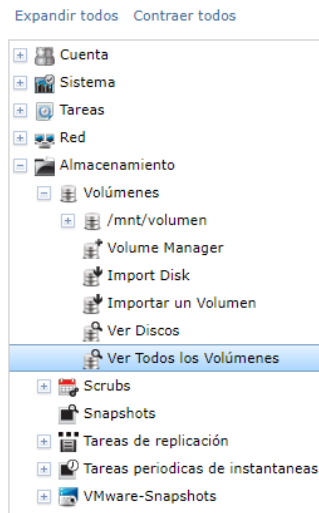 Expandir todos Contraer todos
Cuenta
Sistema
Tareas
Red
Almacenamiento
Volúmenes
/mnt/volumen
Volume Manager
Import Disk
Importar un Volumen
Ver Discos
Ver Todos los Volúmenes
Scrubs
Snapshots
Tareas de replicación
Tareas periodicas de instantaneas
VMware-Snapshots